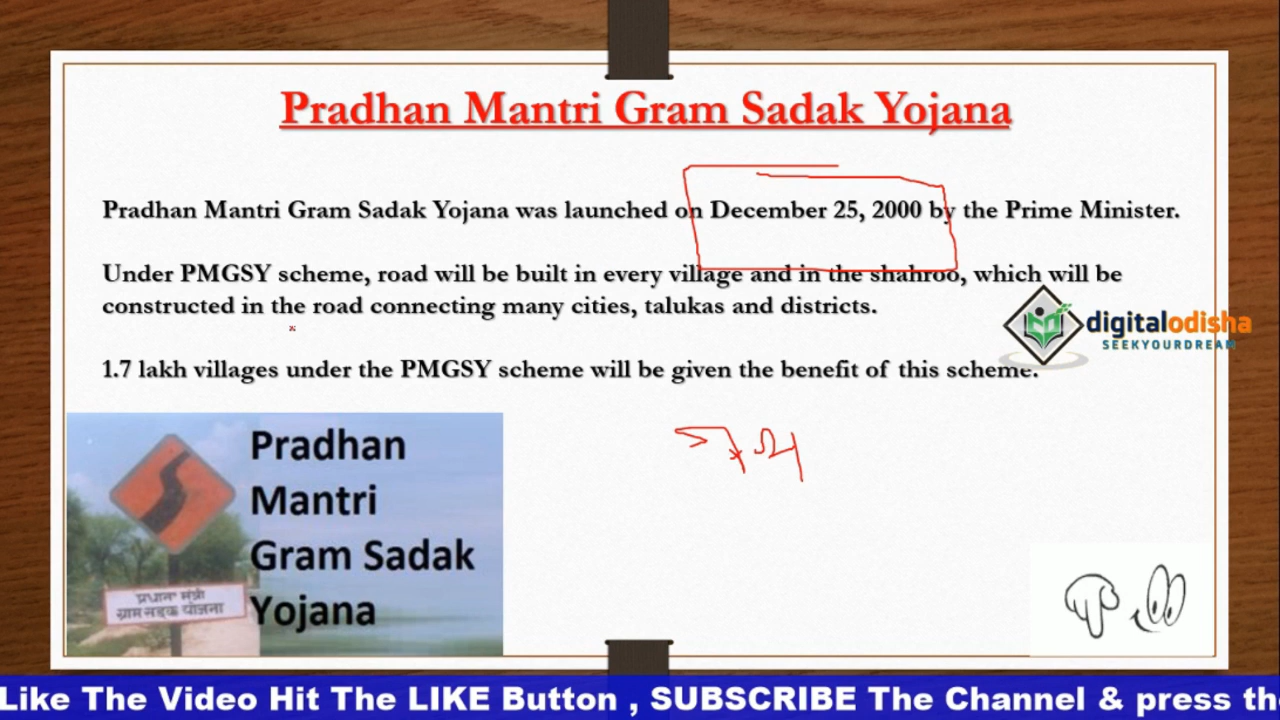 Pradhan Mantri Gram Sadak Yojana
Pradhan Mantri Gram Sadak Yojana was launched on December 25, 2000 by the Prime Minister.
Under PMGSY scheme, road will be built in every village and in the shahroo, which will be
constructed in the road connecting many cities, talukas and districts.
digitalodisha
SEEKYOURDREAM
1.7 lakh villages under the PMGSY scheme will be given the benefit of this scheme.
Pradhan
Mantri
Gram Sadak
Yojana
प्रधान मंत्री
ग्राम सड़क योजना
Like The Video Hit The LIKE Button , SUBSCRIBE The Channel & press th